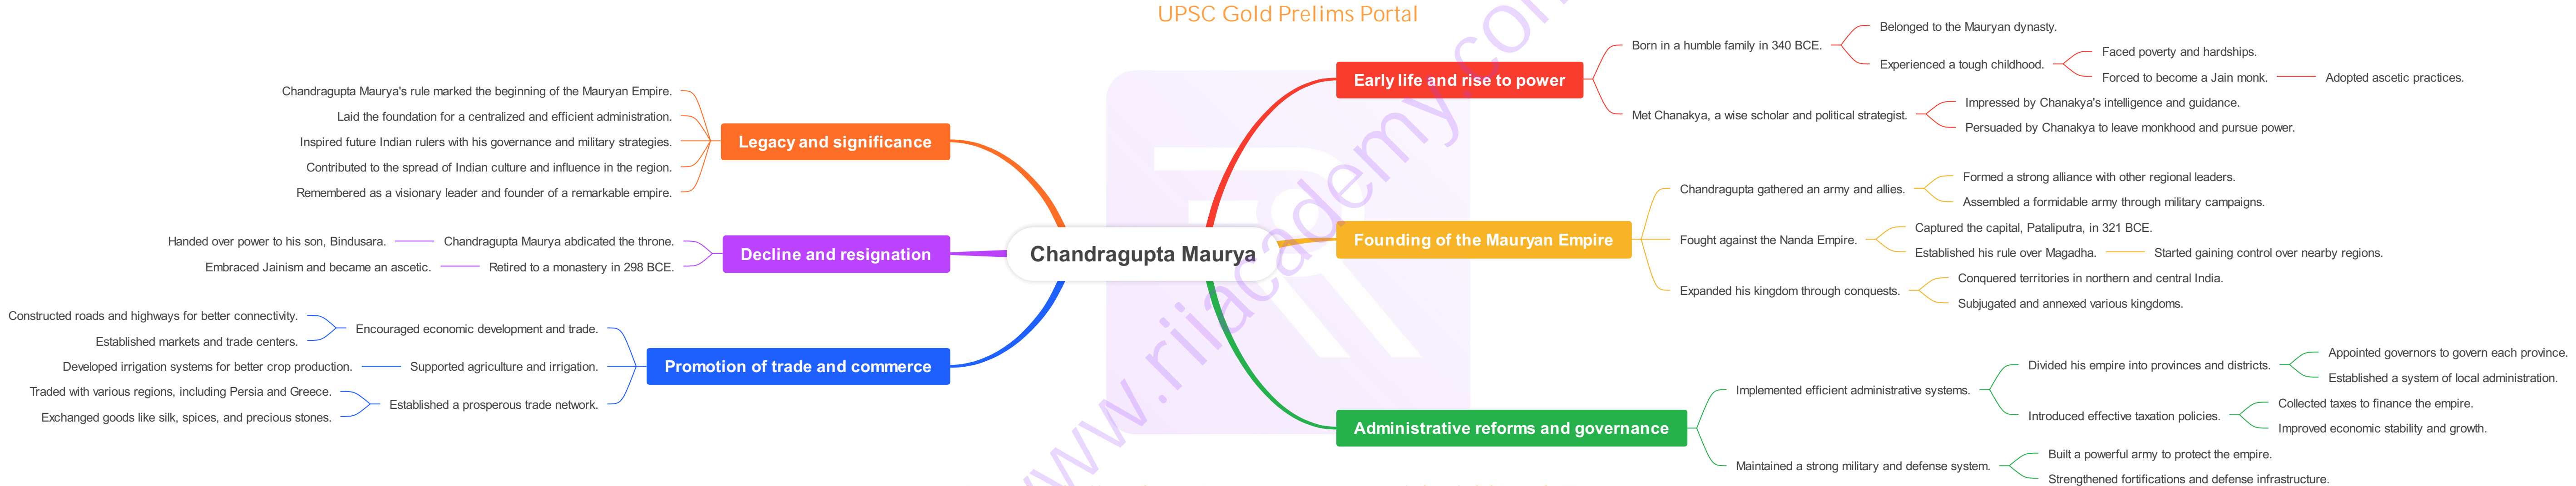 UPSC Gold Prelims Portal
Chandragupta Maurya
Early life and rise to power
Born in a humble family in 340 BCE.
Belonged to the Mauryan dynasty.
Experienced a tough childhood.
Faced poverty and hardships.
Forced to become a Jain monk.
Adopted ascetic practices.
Met Chanakya, a wise scholar and political strategist.
Impressed by Chanakya's intelligence and guidance.
Persuaded by Chanakya to leave monkhood and pursue power.
Founding of the Mauryan Empire
Chandragupta gathered an army and allies.
Formed a strong alliance with other regional leaders.
Assembled a formidable army through military campaigns.
Fought against the Nanda Empire.
Captured the capital, Pataliputra, in 321 BCE.
Established his rule over Magadha.
Started gaining control over nearby regions.
Expanded his kingdom through conquests.
Conquered territories in northern and central India.
Subjugated and annexed various kingdoms.
Administrative reforms and governance
Implemented efficient administrative systems.
Divided his empire into provinces and districts.
Appointed governors to govern each province.
Established a system of local administration.
Introduced effective taxation policies.
Collected taxes to finance the empire.
Improved economic stability and growth.
Maintained a strong military and defense system.
Built a powerful army to protect the empire.
Strengthened fortifications and defense infrastructure.
Legacy and significance
Chandragupta Maurya's rule marked the beginning of the Mauryan Empire.
Laid the foundation for a centralized and efficient administration.
Inspired future Indian rulers with his governance and military strategies.
Contributed to the spread of Indian culture and influence in the region.
Remembered as a visionary leader and founder of a remarkable empire.
Decline and resignation
Chandragupta Maurya abdicated the throne.
Handed over power to his son, Bindusara.
Retired to a monastery in 298 BCE.
Embraced Jainism and became an ascetic.
Promotion of trade and commerce
Encouraged economic development and trade.
Constructed roads and highways for better connectivity.
Established markets and trade centers.
Supported agriculture and irrigation.
Developed irrigation systems for better crop production.
Established a prosperous trade network.
Traded with various regions, including Persia and Greece.
Exchanged goods like silk, spices, and precious stones.